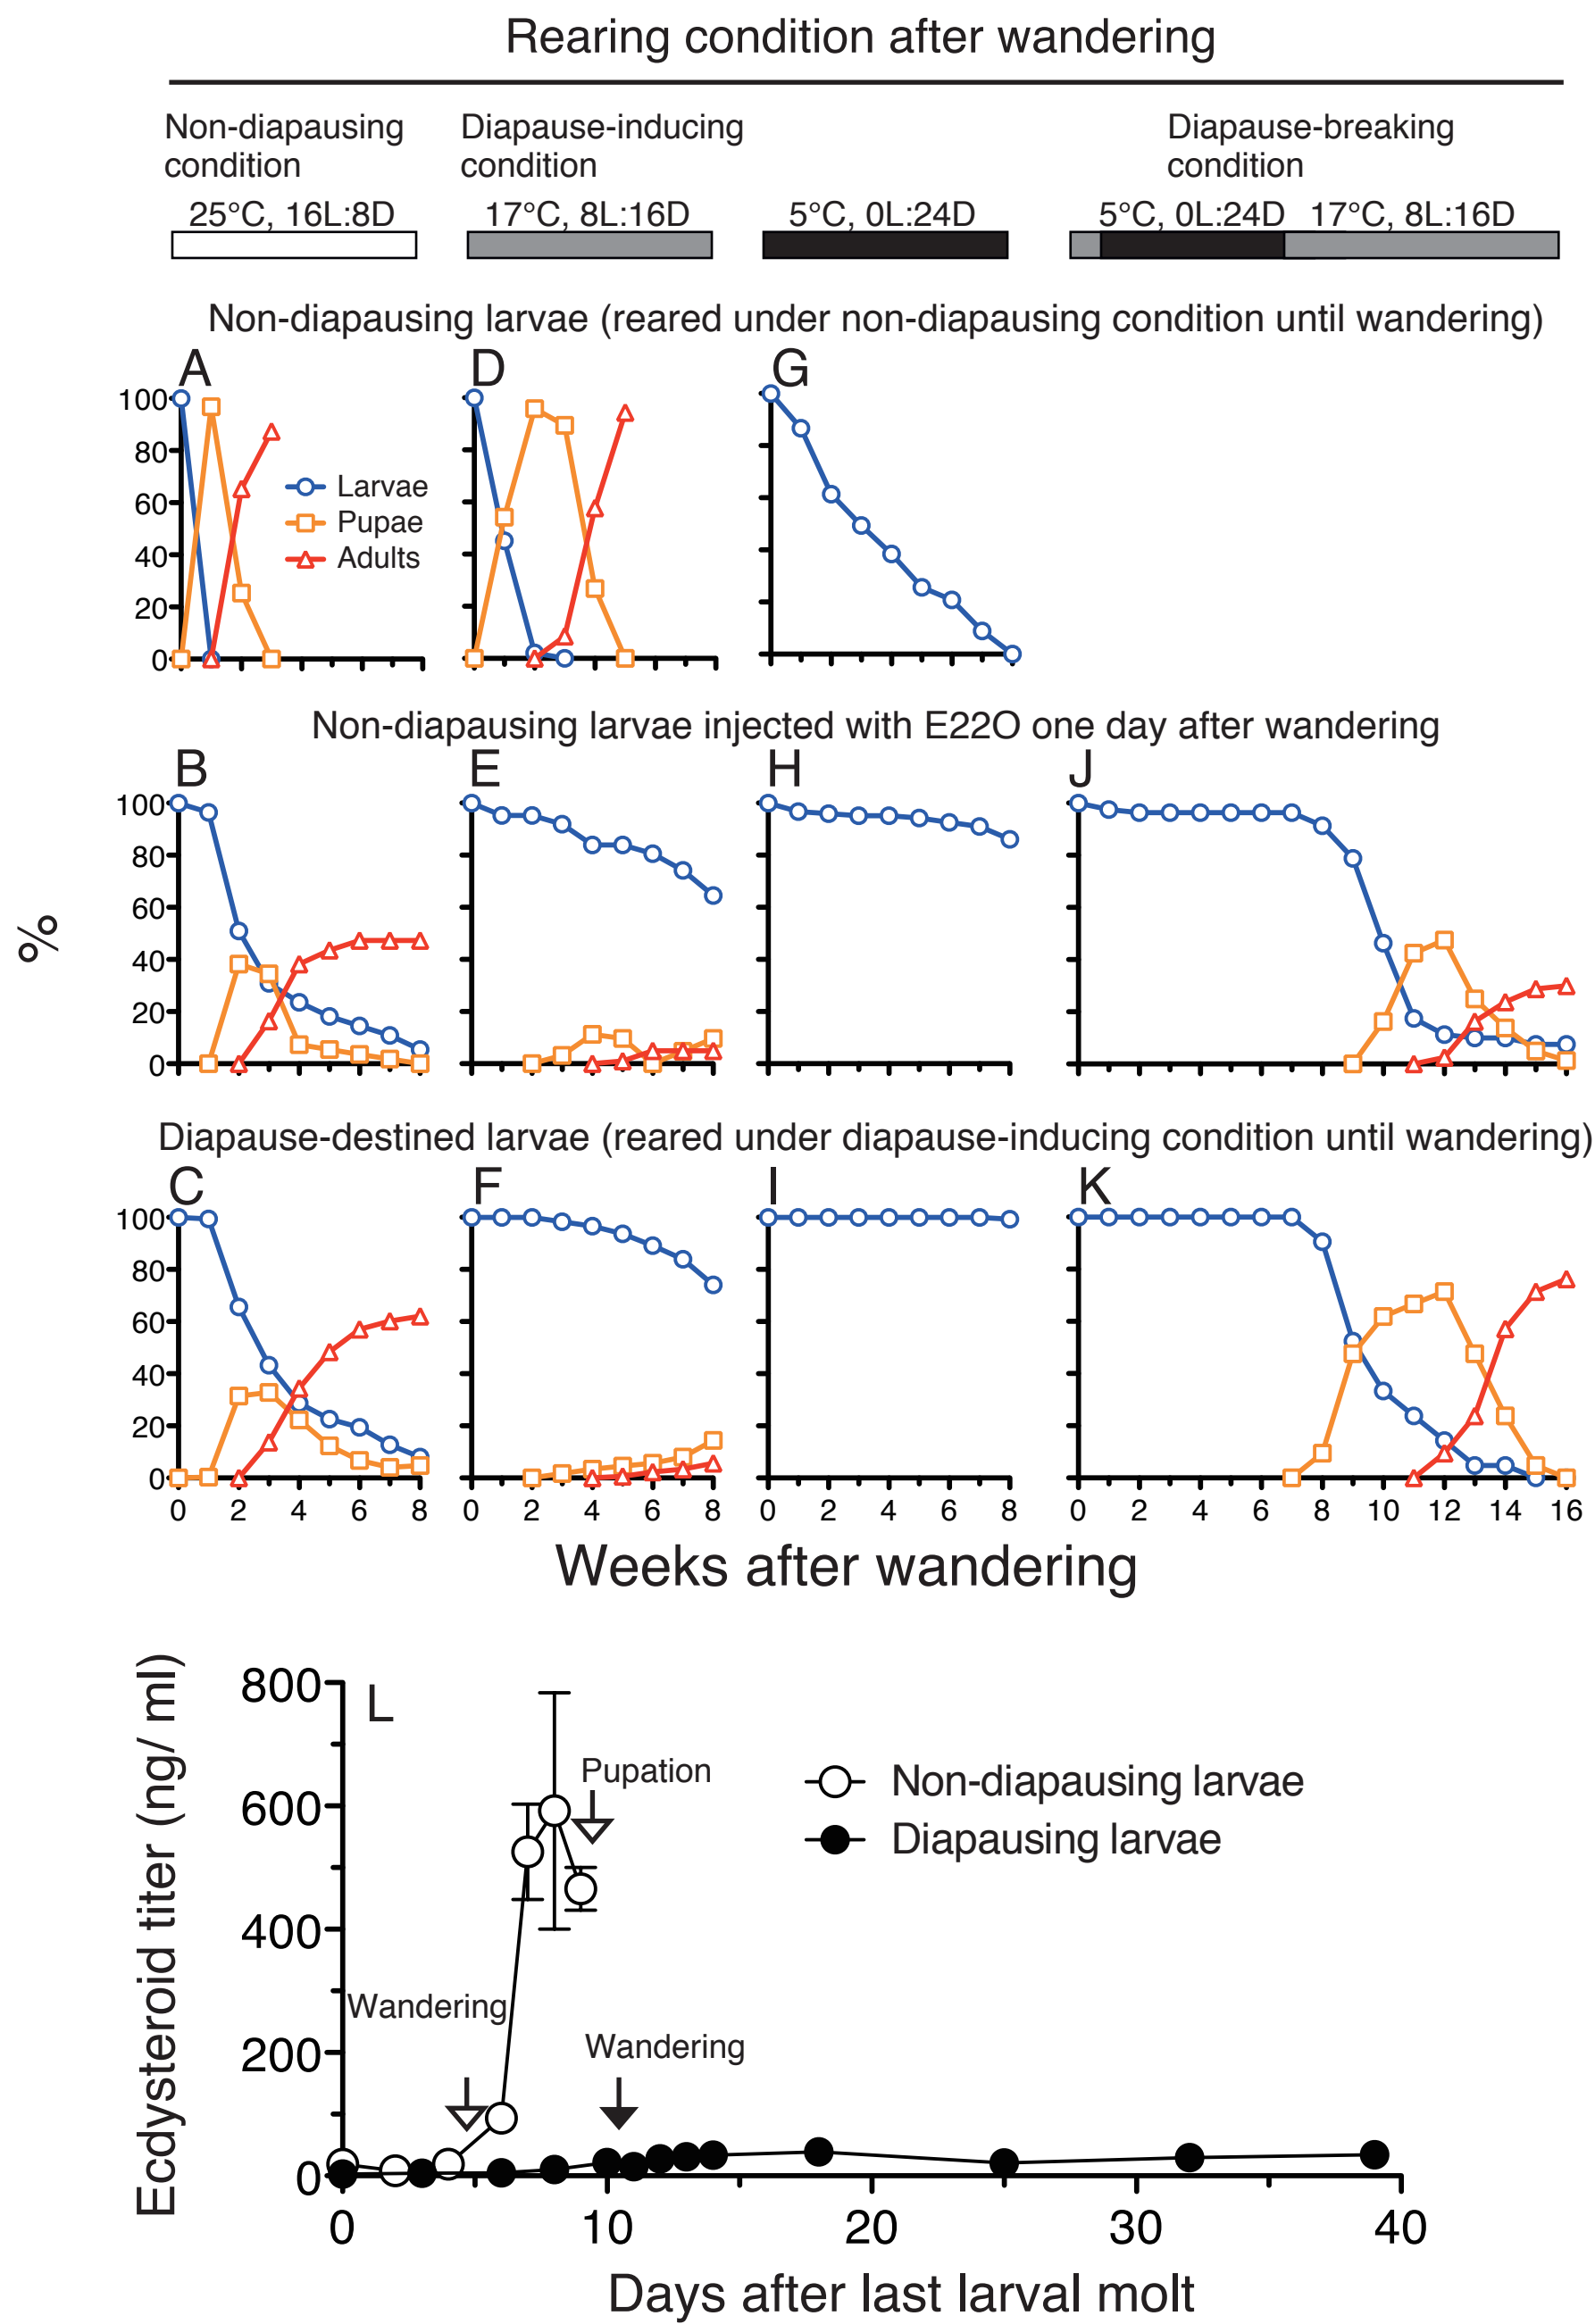 Rearing condition after wandering
Non-diapausing condition
Diapause-inducing condition
Diapause-breaking condition
25°C, 16L:8D
17°C, 8L:16D
5°C, 0L:24D
5°C, 0L:24D
17°C, 8L:16D
Non-diapausing larvae (reared under non-diapausing condition until wandering)
A
D
G
100
80
60
40
20
0
Larvae
Pupae
Adults
Non-diapausing larvae injected with E22O one day after wandering
B
E
H
J
100
80
60
40
20
0
%
Diapause-destined larvae (reared under diapause-inducing condition until wandering)
C
F
I
K
100
80
60
40
20
0
0 2 4 6 8
0 2 4 6 8
0 2 4 6 8
0 2 4 6 8 10 12 14 16
Weeks after wandering
L
Ecdysteroid titer (ng/ ml)
800
600
400
200
0
Pupation
Non-diapausing larvae
Diapausing larvae
Wandering
Wandering
0 10 20 30 40
Days after last larval molt